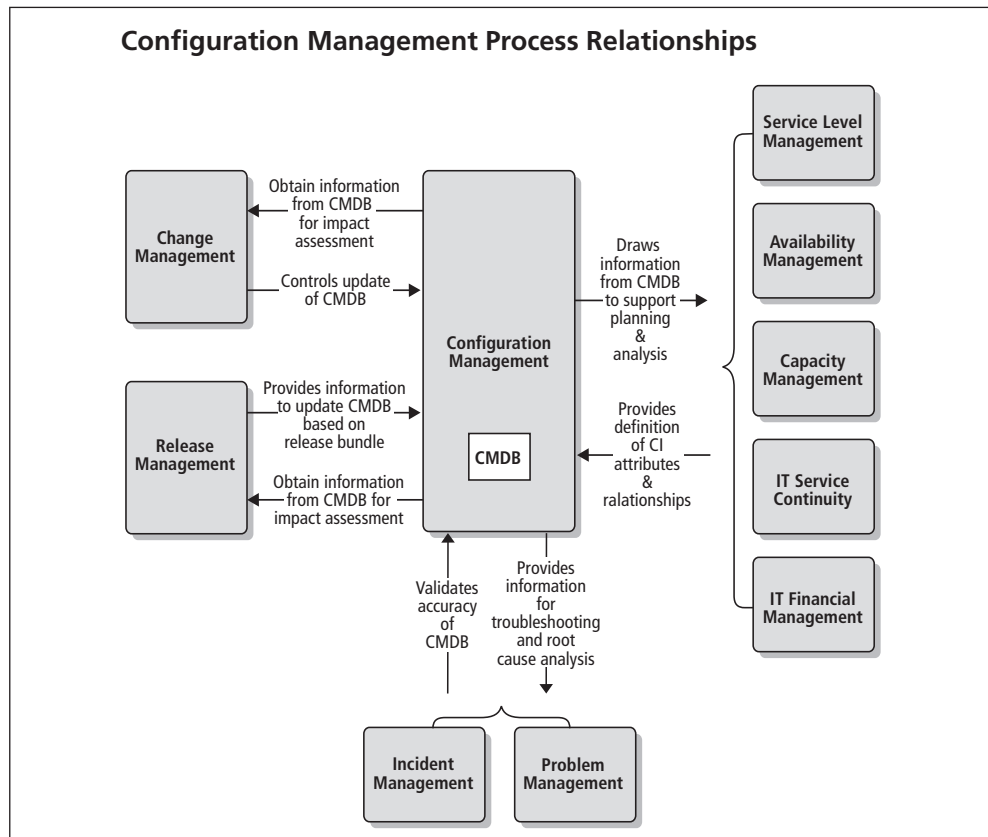 Configuration Management Process Relationships
Change
Management
Obtain information
from CMDB
for impact
assessment
Controls update
of CMDB
Release
Management
Provides information
to update CMDB
based on
release bundle
Obtain information
from CMDB for
impact assessment
Configuration
Management
CMDB
Draws
information
from CMDB
to support
planning
&
analysis
Provides
definition
of CI
attributes
&
ralationships
Service Level
Management
Availability
Management
Capacity
Management
IT Service
Continuity
IT Financial
Management
Validates
accuracy
of
CMDB
Provides
information
for
troubleshooting
and root
cause analysis
Incident
Management
Problem
Management